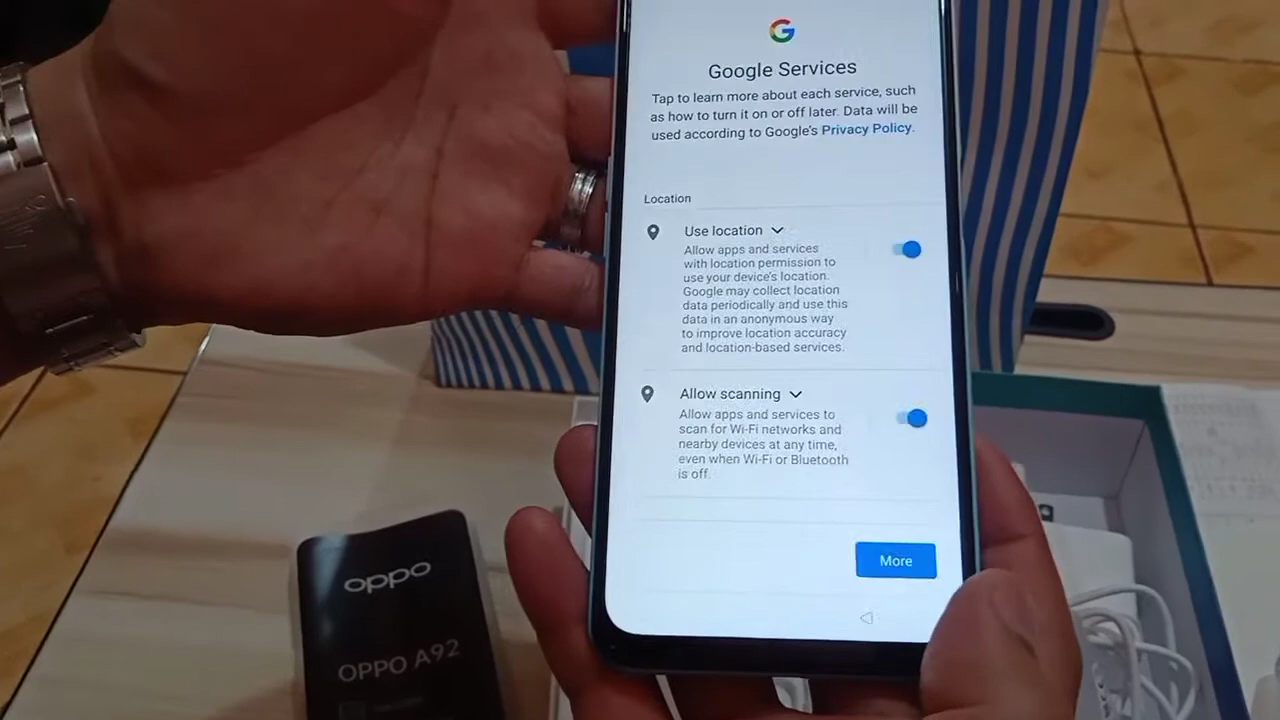 Google Services
Tap to learn more about each service, such
as how to turn it on or off later. Data will be
used according to Google's Privacy Policy.
Location
Use location
Allow apps and services
with location permission to
use your device's location.
Google may collect location
data periodically and use this
data in an anonymous way
to improve location accuracy
and location-based services.
Allow scanning
Allow apps and services to
scan for Wi-Fi networks and
nearby devices at any time,
even when Wi-Fi or Bluetooth
is off.
More
oppo
OPPO A92